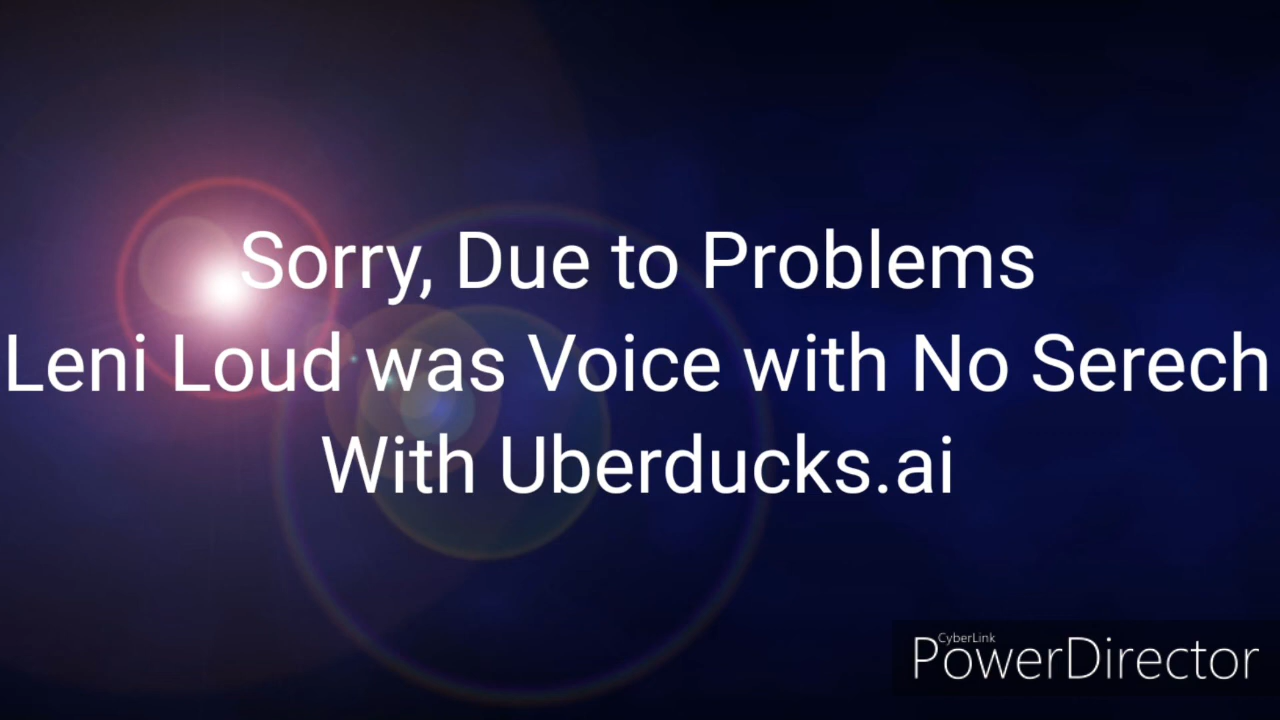 Sorry, Due to Problems
Leni Loud was Voice with No Serech
With Uberducks.ai
CyberLink
PowerDirector